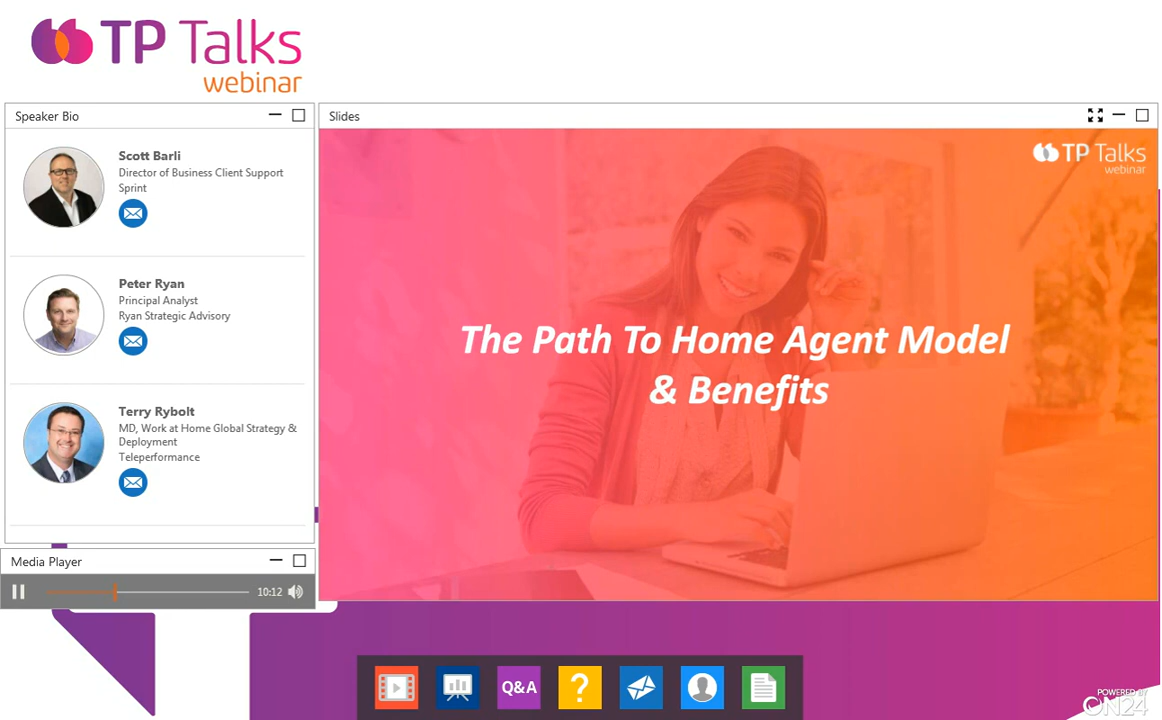 TP Talks
webinar
Speaker Bio
Slides
Scott Barli
Director of Business Client Support
Sprint
Peter Ryan
Principal Analyst
Ryan Strategic Advisory
Terry Rybolt
MD, Work at Home Global Strategy &
Deployment
Teleperformance
TP Talks
webinar
The Path To Home Agent Model
& Benefits
Media Player
10:12
Q&A
?
POWERED BY
ON24